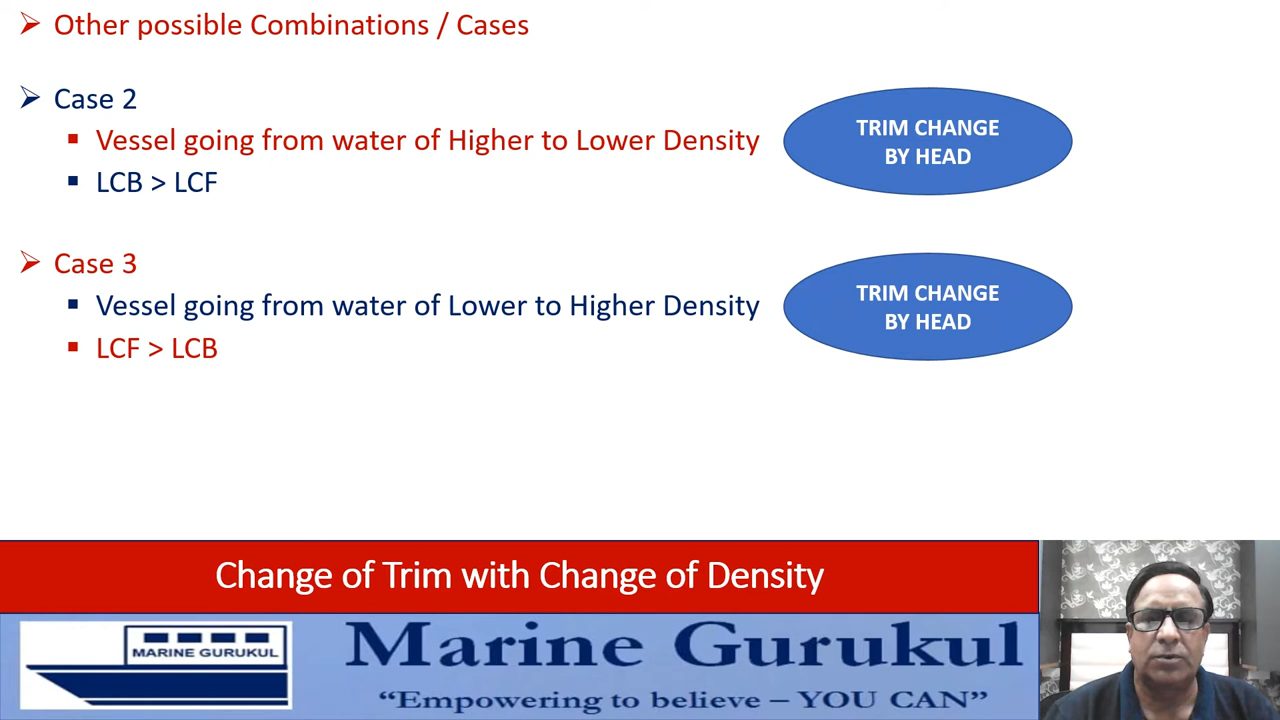 Other possible Combinations / Cases
Case 2
Vessel going from water of Higher to Lower Density
LCB > LCF
TRIM CHANGE
BY HEAD
Case 3
Vessel going from water of Lower to Higher Density
LCF > LCB
TRIM CHANGE
BY HEAD
Change of Trim with Change of Density
MARINE GURUKUL
Marine Gurukul
“Empowering to believe – YOU CAN”